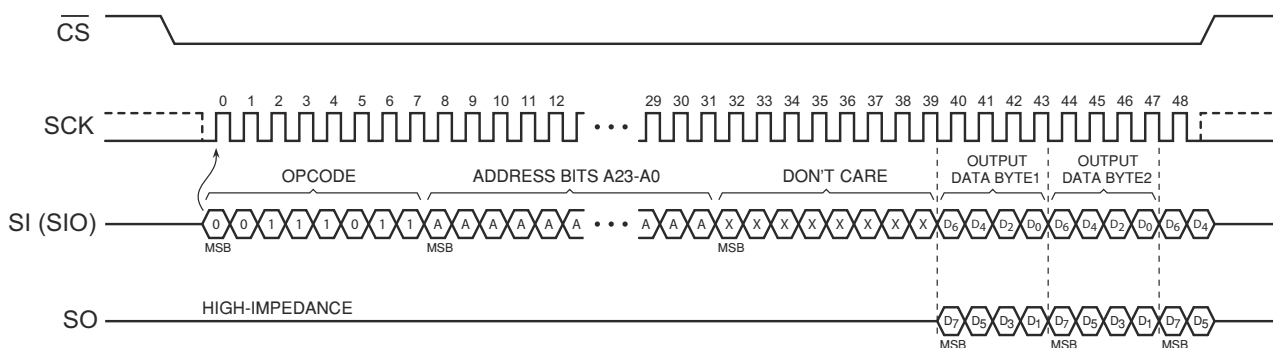 CS
SCK
0 1 2 3 4 5 6 7 8 9 10 11 12 29 30 31 32 33 34 35 36 37 38 39 40 41 42 43 44 45 46 47 48
OPCODE ADDRESS BITS A23-A0 DON'T CARE OUTPUT DATA BYTE1 OUTPUT DATA BYTE2
SI (SIO)
0 0 1 1 1 0 1 1 A A A A A A • • • A A A X X X X X X X X D6 D4 D2 D0 D6 D4 D2 D0 D6 D4
MSB MSB MSB
HIGH-IMPEDANCE
SO
D7 D5 D3 D1 D7 D5 D3 D1 D7 D5
MSB MSB MSB